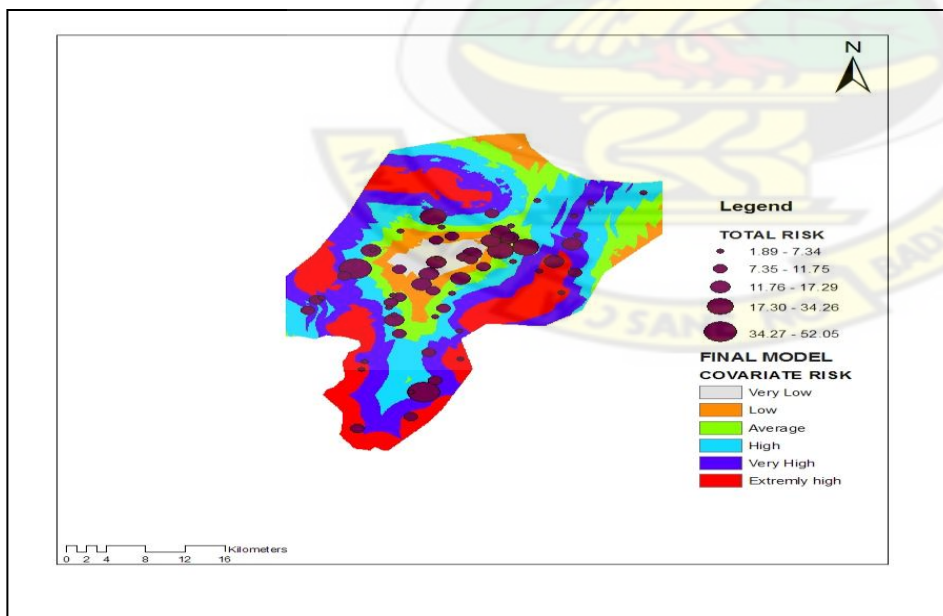 N
Legend
TOTAL RISK
1.89 - 7.34
7.35 - 11.75
11.76 - 17.29
17.30 - 34.26
34.27 - 52.05
FINAL MODEL
COVARIATE RISK
Very Low
Low
Average
High
Very High
Extremly high
Kilometers
0 2 4 8 12 16
SAN
BADW